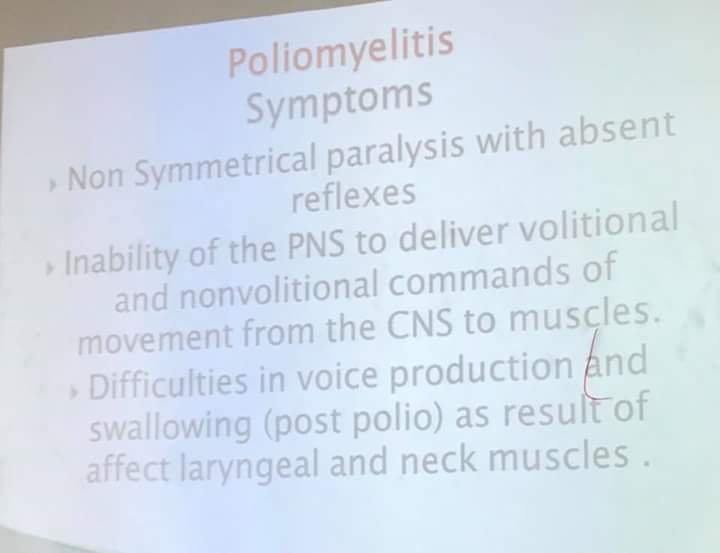 Poliomyelitis
Symptoms
Non Symmetrical paralysis with absent
reflexes
Inability of the PNS to deliver volitional
and nonvolitional commands of
movement from the CNS to muscles.
Difficulties in voice production and
swallowing (post polio) as result of
affect laryngeal and neck muscles .